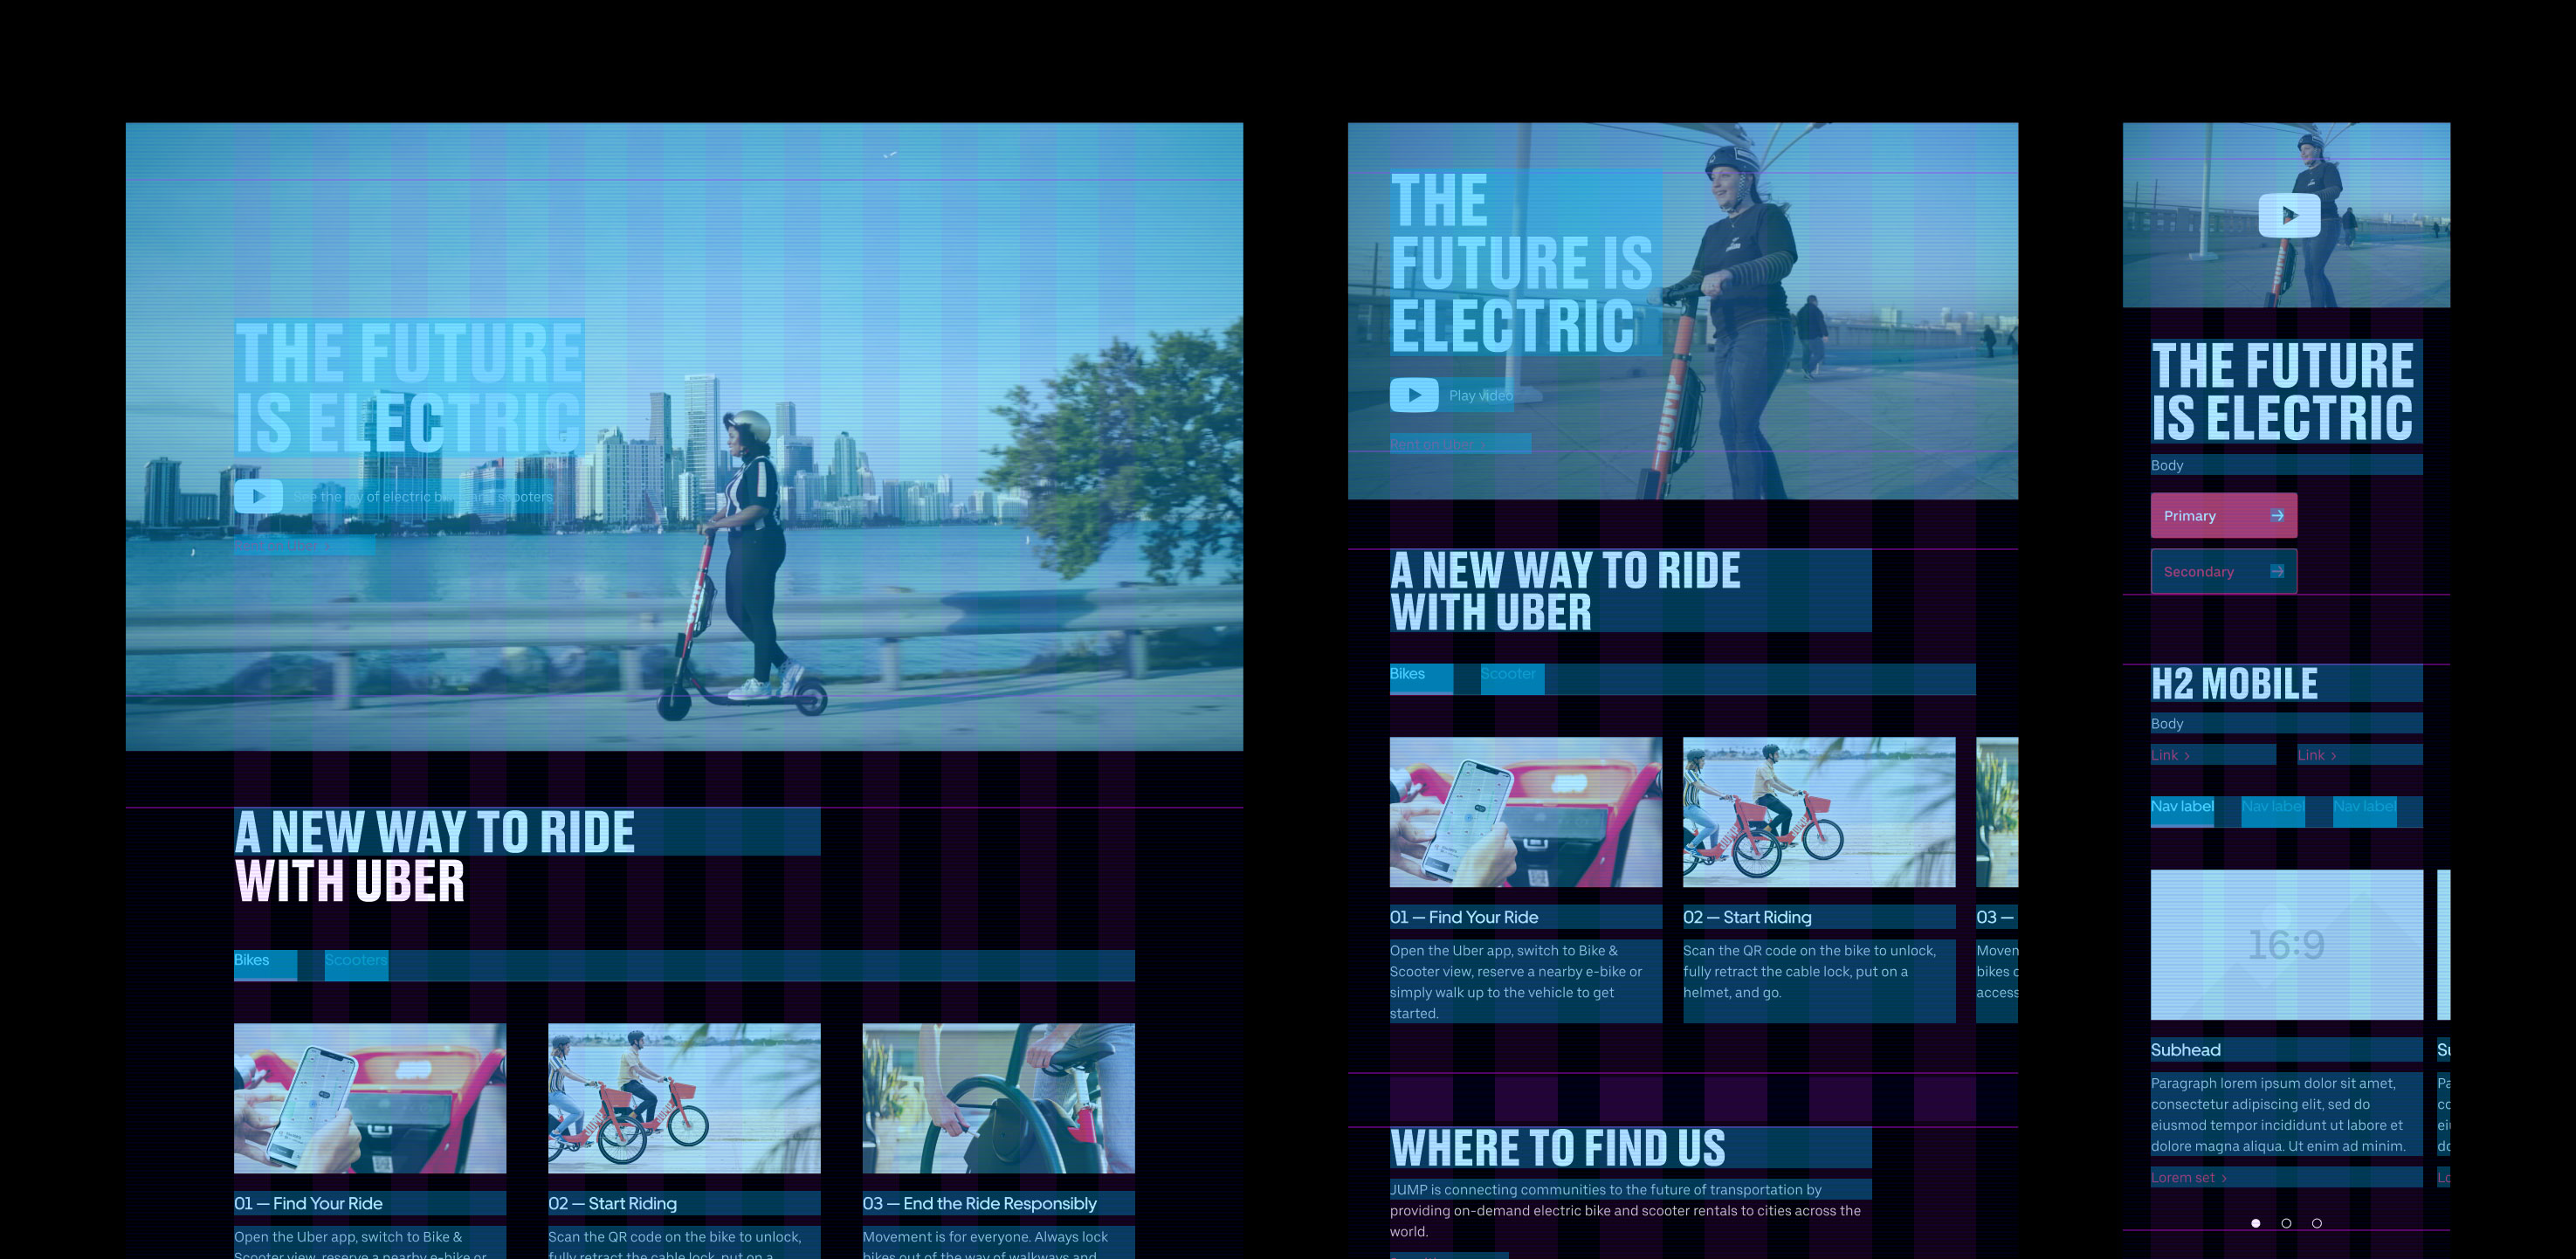 THE FUTURE
IS ELECTRIC
See the joy of electric bikes and scooters
Rent on Uber >
A NEW WAY TO RIDE
WITH UBER
Bikes
Scooters
01 — Find Your Ride
Open the Uber app, switch to Bike &
Scooter view, reserve a nearby e-bike or
02 — Start Riding
Scan the QR code on the bike to unlock,
fully retract the cable lock, put on a
03 — End the Ride Responsibly
Movement is for everyone. Always lock
bikes out of the way of walkways and
THE
FUTURE IS
ELECTRIC
Play video
Rent on Uber >
JUMP
A NEW WAY TO RIDE
WITH UBER
Bikes
Scooter
01 — Find Your Ride
Open the Uber app, switch to Bike &
Scooter view, reserve a nearby e-bike or
simply walk up to the vehicle to get
started.
02 — Start Riding
Scan the QR code on the bike to unlock,
fully retract the cable lock, put on a
helmet, and go.
03 —
Movem
bikes o
access
WHERE TO FIND US
JUMP is connecting communities to the future of transportation by
providing on-demand electric bike and scooter rentals to cities across the
world.
THE FUTURE
IS ELECTRIC
Body
Primary →
Secondary →
H2 MOBILE
Body
Link >
Link >
Nav label
Nav label
Nav label
16:9
Subhead
Paragraph lorem ipsum dolor sit amet,
consectetur adipiscing elit, sed do
eiusmod tempor incididunt ut labore et
dolore magna aliqua. Ut enim ad minim.
Lorem set >
Su
Pa
co
eiu
do
Lo